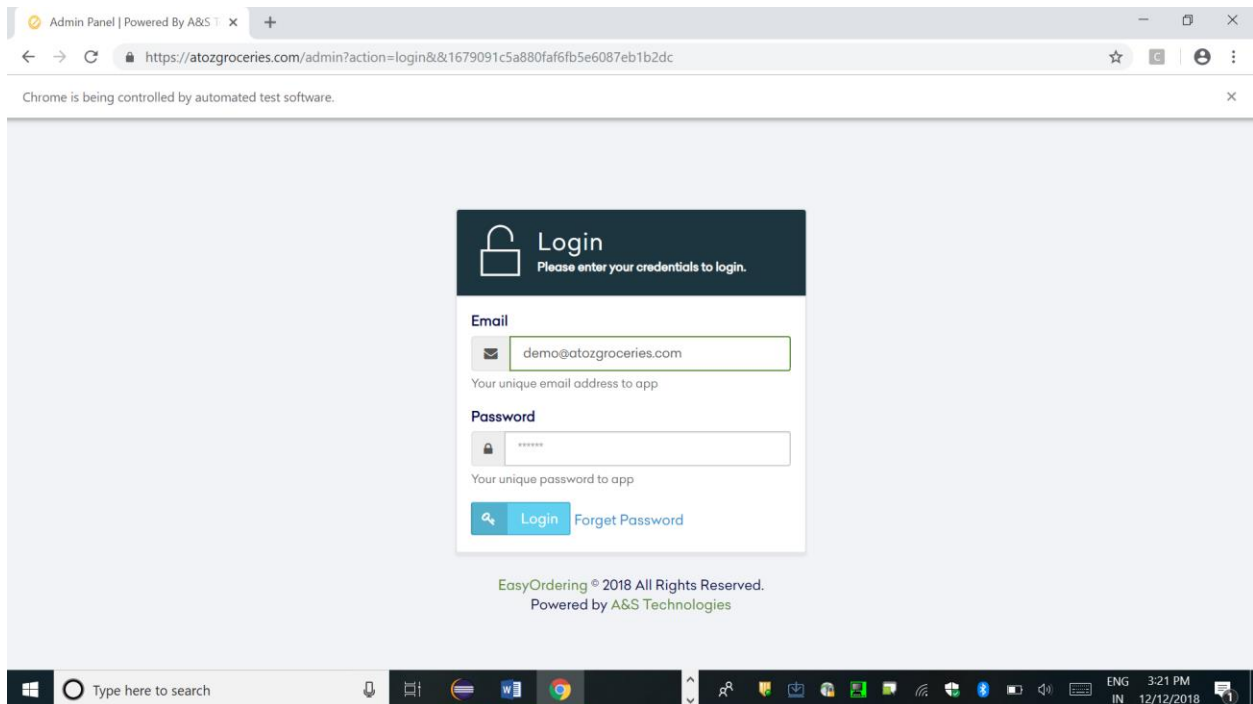 Admin Panel | Powered By A&S T
https://atozgroceries.com/admin?action=login&&1679091c5a880faf6fb5e6087eb1b2dc
C
Chrome is being controlled by automated test software.
Login
Please enter your credentials to login.
Email
demo@atozgroceries.com
Your unique email address to app
Password
******
Your unique password to app
Login Forget Password
EasyOrdering © 2018 All Rights Reserved.
Powered by A&S Technologies
Type here to search
ENG 3:21 PM
IN 12/12/2018
1